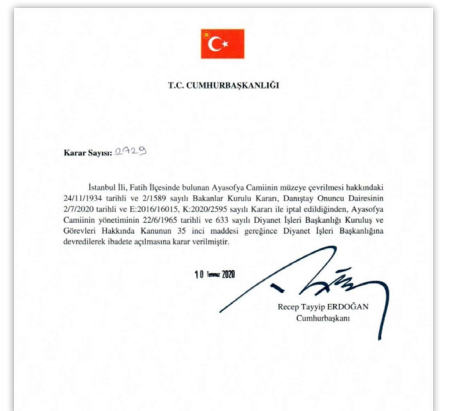 T.C. CUMHURBAŞKANLIĞI
Karar Sayısı: 2729
İstanbul İli, Fatih İlçesinde bulunan Ayasofya Camiinin müzeye çevrilmesi hakkındaki
24/11/1934 tarihli ve 2/1589 sayılı Bakanlar Kurulu Kararı, Danıştay Onuncu Dairesinin
2/7/2020 tarihli ve E:2016/16015, K:2020/2595 sayılı Kararı ile iptal edildiğinden, Ayasofya
Camiinin yönetiminin 22/6/1965 tarihli ve 633 sayılı Diyanet İşleri Başkanlığı Kuruluş ve
Görevleri Hakkında Kanunun 35 inci maddesi gereğince Diyanet İşleri Başkanlığına
devredilerek ibadete açılmasına karar verilmiştir.
10 Temmuz 2020
Recep Tayyip ERDOĞAN
Cumhurbaşkanı